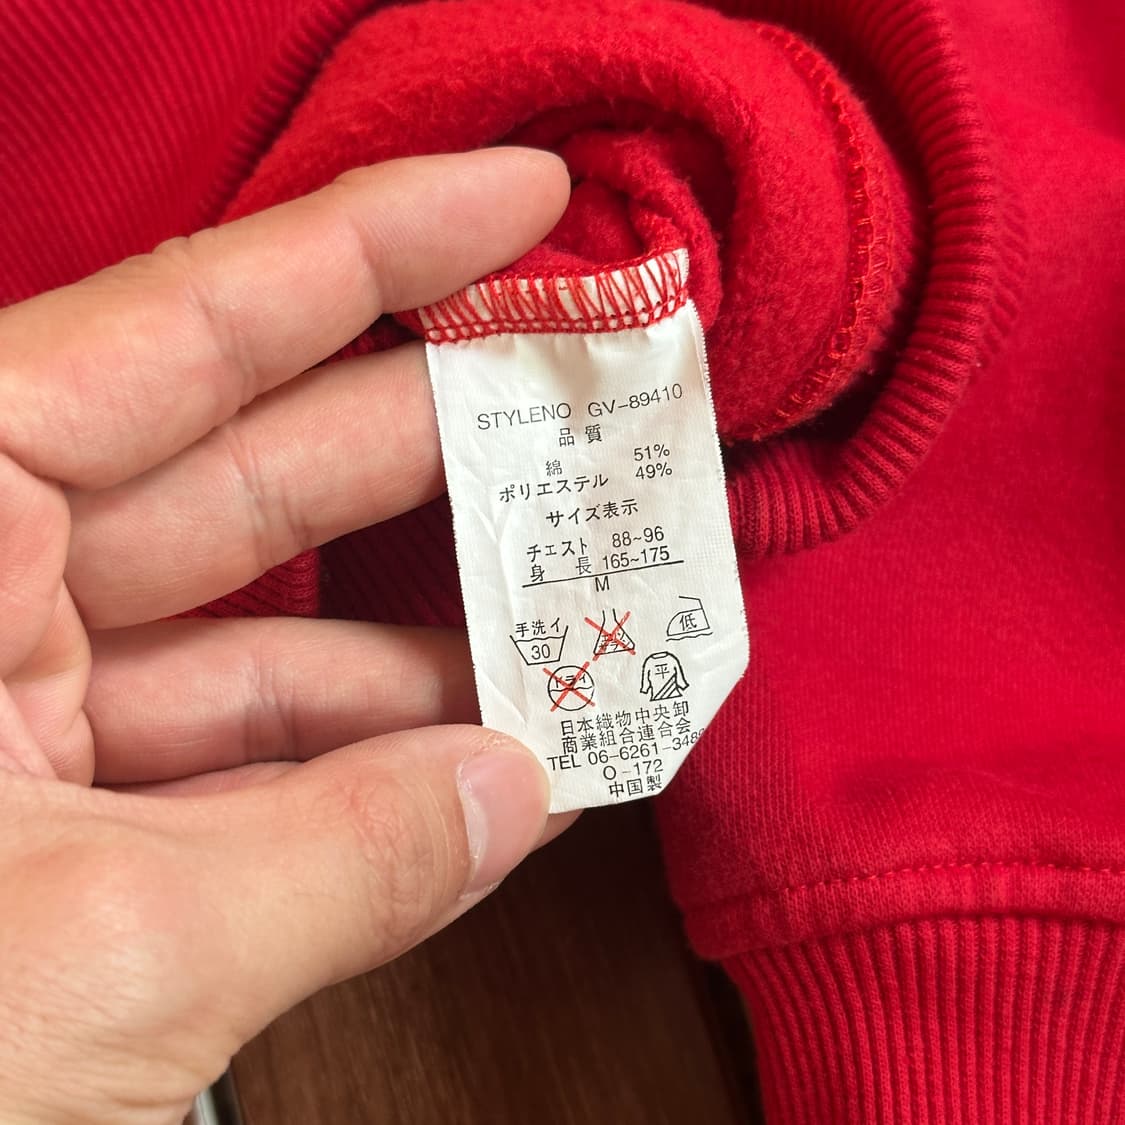 STYLENO GV-89410
品質
綿 51%
ポリエステル 49%
サイズ表示
チェスト 88~96
身長 165~175
M
手洗イ
30
低
ドライ
平
日本織物中央卸
商業組合連合会
TEL 06-6261-348
O-172
中国製